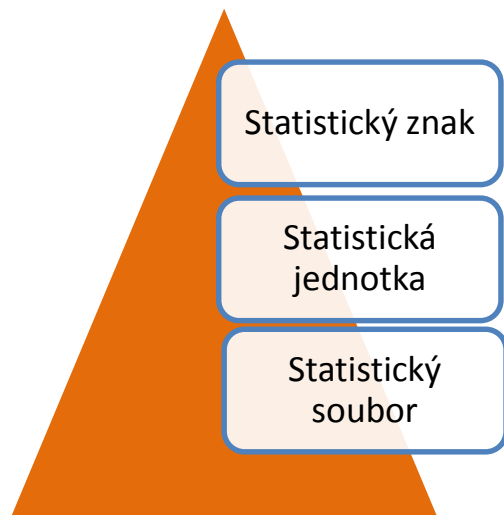 Statistický znak
Statistická
jednotka
Statistický
soubor